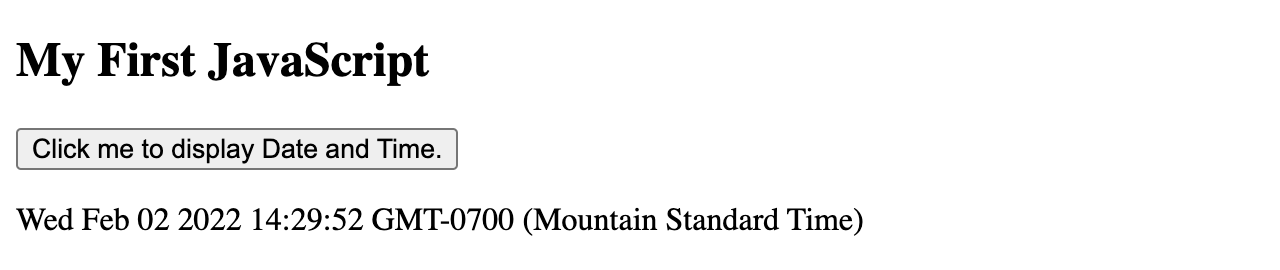 My First JavaScript
Click me to display Date and Time.
Wed Feb 02 2022 14:29:52 GMT-0700 (Mountain Standard Time)